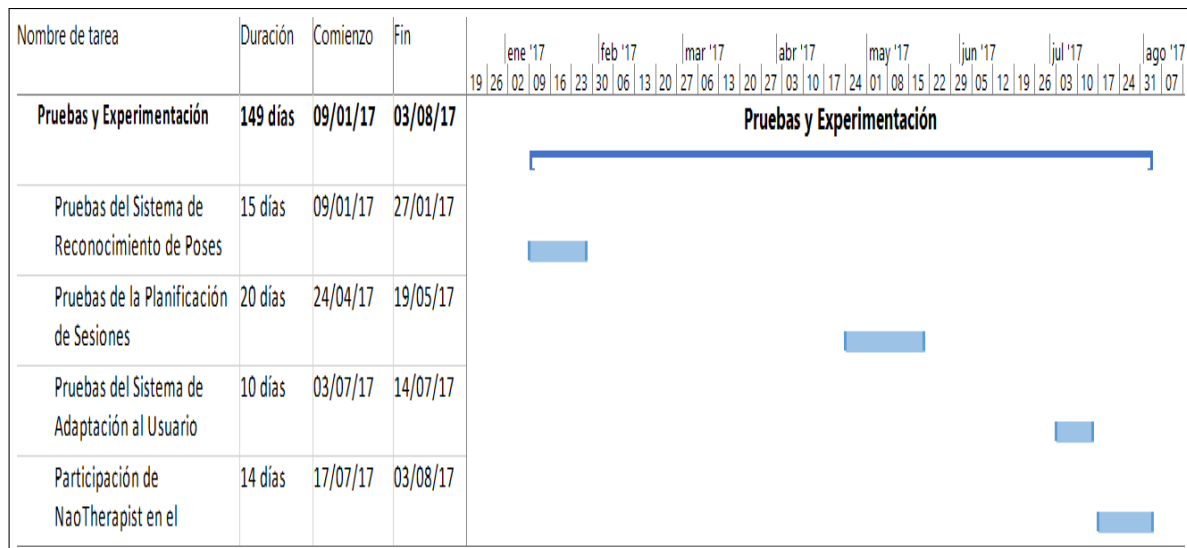 Nombre de tarea Duración Comienzo Fin
ene '17 feb '17 mar '17 abr '17 may '17 jun '17 jul '17 ago '17
19 26 02 09 16 23 30 06 13 20 27 06 13 20 27 03 10 17 24 01 08 15 22 29 05 12 19 26 03 10 17 24 31 07
Pruebas y Experimentación 149 días 09/01/17 03/08/17 Pruebas y Experimentación
Pruebas del Sistema de 15 días 09/01/17 27/01/17
Reconocimiento de Poses
Pruebas de la Planificación 20 días 24/04/17 19/05/17
de Sesiones
Pruebas del Sistema de 10 días 03/07/17 14/07/17
Adaptación al Usuario
Participación de 14 días 17/07/17 03/08/17
NaoTherapist en el